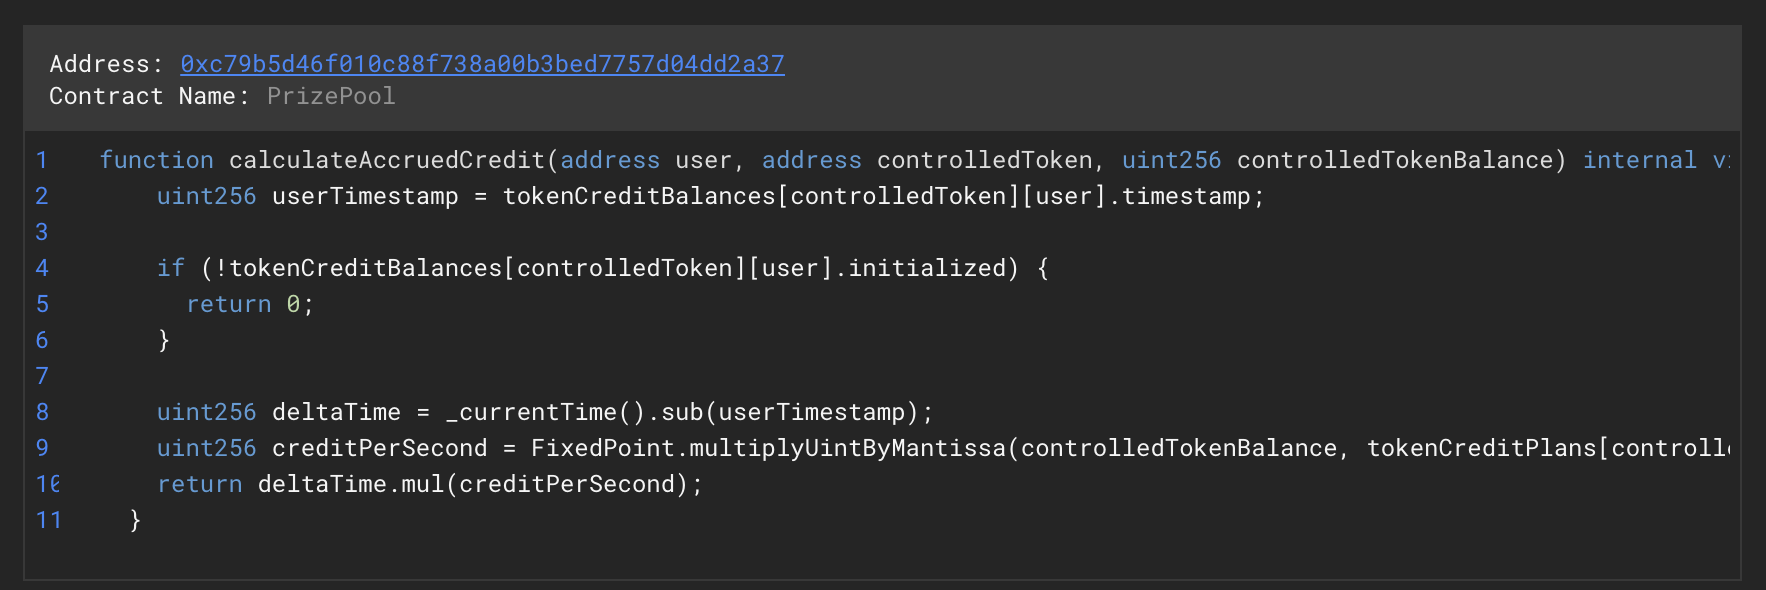 Address: 0xc79b5d46f010c88f738a00b3bed7757d04dd2a37
Contract Name: PrizePool
1 function calculateAccruedCredit(address user, address controlledToken, uint256 controlledTokenBalance) internal
2 uint256 userTimestamp = tokenCreditBalances[controlledToken][user].timestamp;
3
4 if (!tokenCreditBalances[controlledToken][user].initialized) {
5 return 0;
6 }
7
8 uint256 deltaTime = _currentTime().sub(userTimestamp);
9 uint256 creditPerSecond = FixedPoint.multiplyUintByMantissa(controlledTokenBalance, tokenCreditPlans[controll
10 return deltaTime.mul(creditPerSecond);
11 }